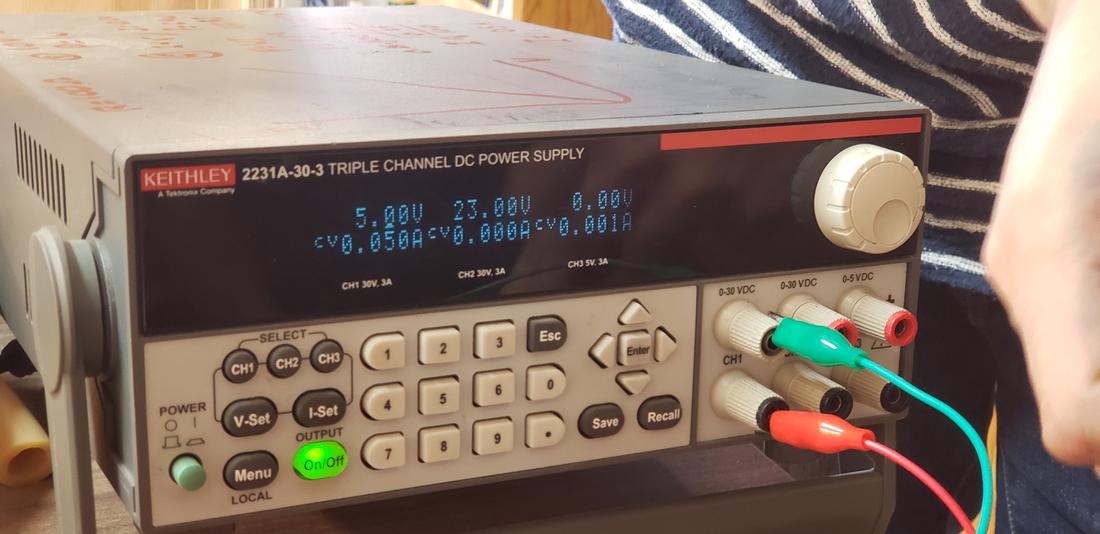 KEITHLEY
A Tektronix Company
2231A-30-3 TRIPLE CHANNEL DC POWER SUPPLY
5.00V 23.00V 0.00V
CV0.050A CV0.000A CV0.001A
CH1 30V, 3A
CH2 30V, 3A
CH3 5V, 3A
SELECT
CH1 CH2 CH3
V-Set I-Set
POWER
OUTPUT
On/Off
Menu
LOCAL
1 2 3 Esc
4 5 6 0
7 8 9 .
Enter
Save Recall
0-30 VDC 0-30 VDC 0-5 VDC
+
CH1
3